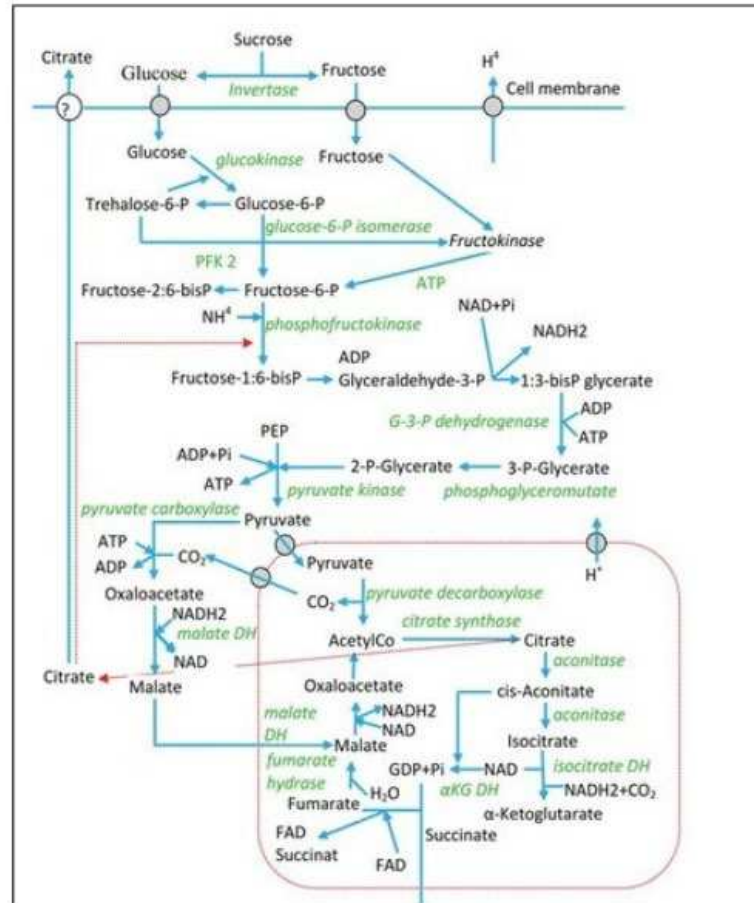 Sucrose
Citrate
Glucose
Fructose
H⁴
Invertase
Cell membrane
?
Glucose
glucokinase
Fructose
Trehalose-6-P
Glucose-6-P
glucose-6-P isomerase
Fructokinase
PFK 2
ATP
Fructose-2:6-bisP
Fructose-6-P
NH⁴
phosphofructokinase
NAD+Pi
NADH2
ADP
Fructose-1:6-bisP
Glyceraldehyde-3-P
1:3-bisP glycerate
G-3-P dehydrogenase
ADP
ATP
PEP
ADP+Pi
2-P-Glycerate
3-P-Glycerate
ATP
pyruvate kinase
phosphoglyceromutate
pyruvate carboxylase
Pyruvate
ATP
ADP
CO₂
Pyruvate
H⁺
Oxaloacetate
CO₂
pyruvate decarboxylase
NADH2
malate DH
NAD
citrate synthase
AcetylCo
Citrate
aconitase
Citrate
Malate
Oxaloacetate
cis-Aconitate
NADH2
NAD
aconitase
malate
DH
Malate
Isocitrate
fumarate
hydrase
GDP+Pi
NAD
isocitrate DH
H₂O
αKG DH
NADH2+CO₂
Fumarate
α-Ketoglutarate
FAD
Succinat
FAD
Succinate